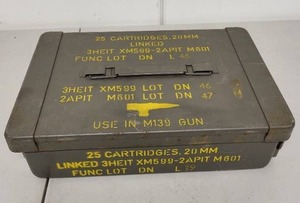 25 CARTRIDGES, 20MM.
LINKED
3HEIT XM599-2APIT M601
FUNC LOT DN L 45
3HEIT XM599 LOT DN 46
-2APIT M601 LOT DN 47
USE IN M139 GUN
25 CARTRIDGES, 20MM.
LINKED 3HEIT XM599-2APIT M601
FUNC LOT DN L